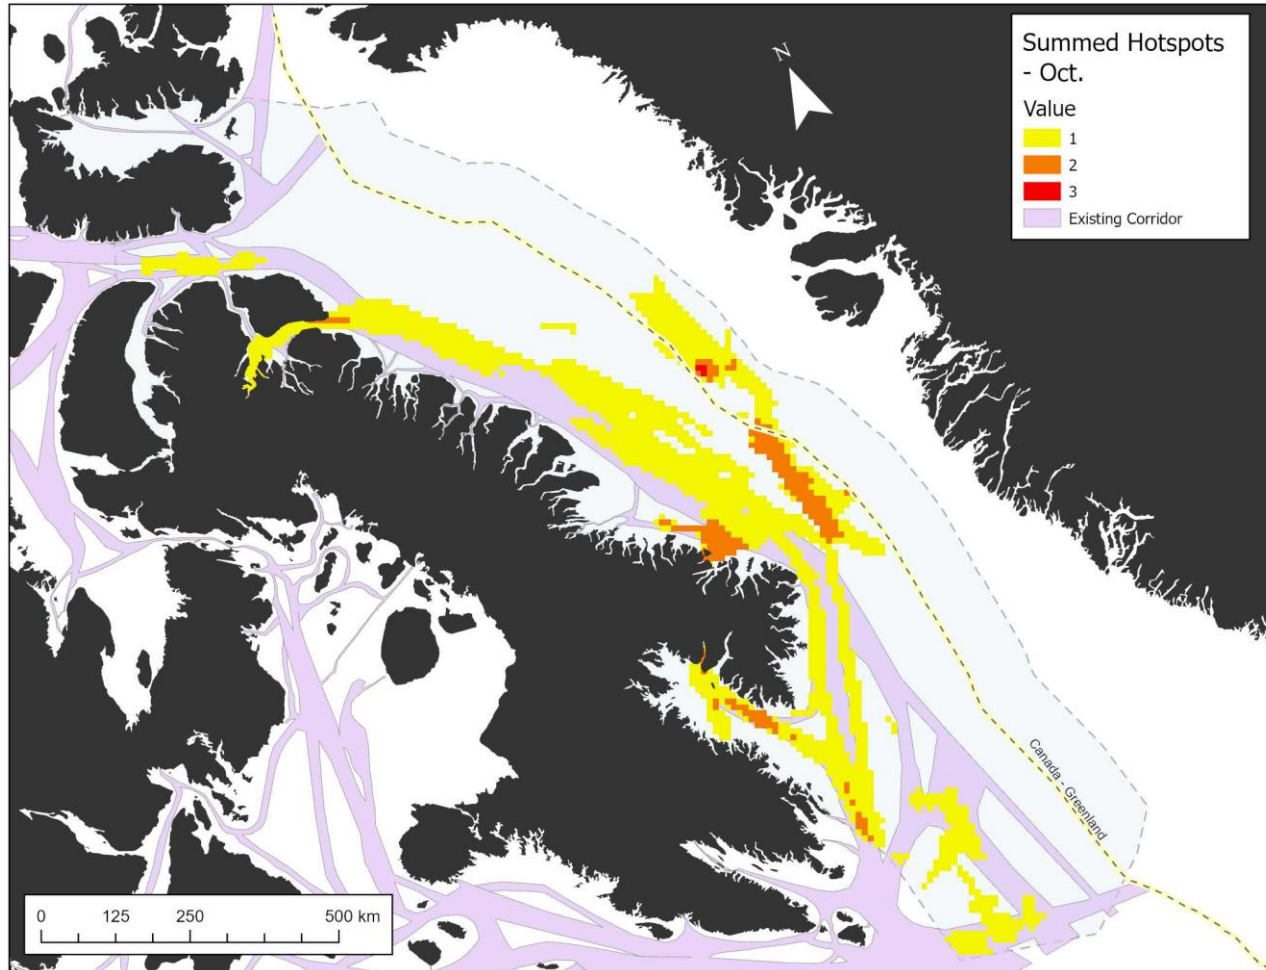 Summed Hotspots
- Oct.
Value
1
2
3
Existing Corridor
N
Canada - Greenland
0 125 250 500 km